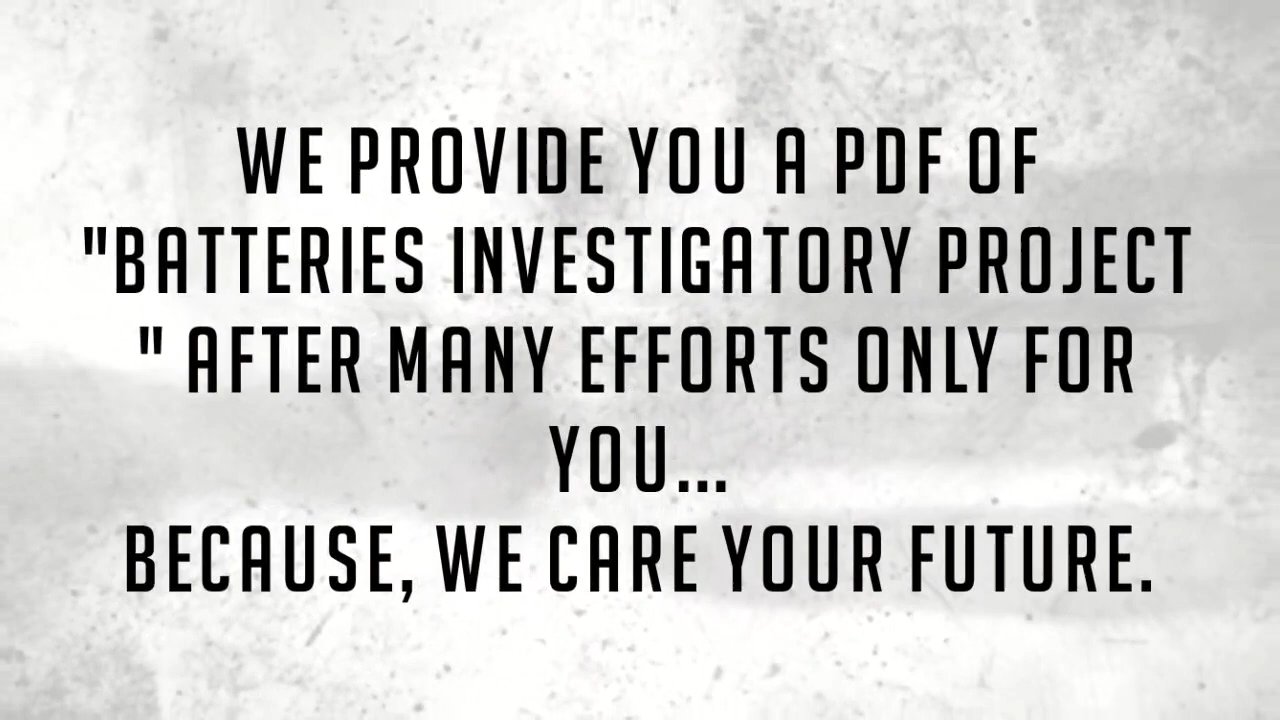 WE PROVIDE YOU A PDF OF
"BATTERIES INVESTIGATORY PROJECT
" AFTER MANY EFFORTS ONLY FOR
YOU...
BECAUSE, WE CARE YOUR FUTURE.